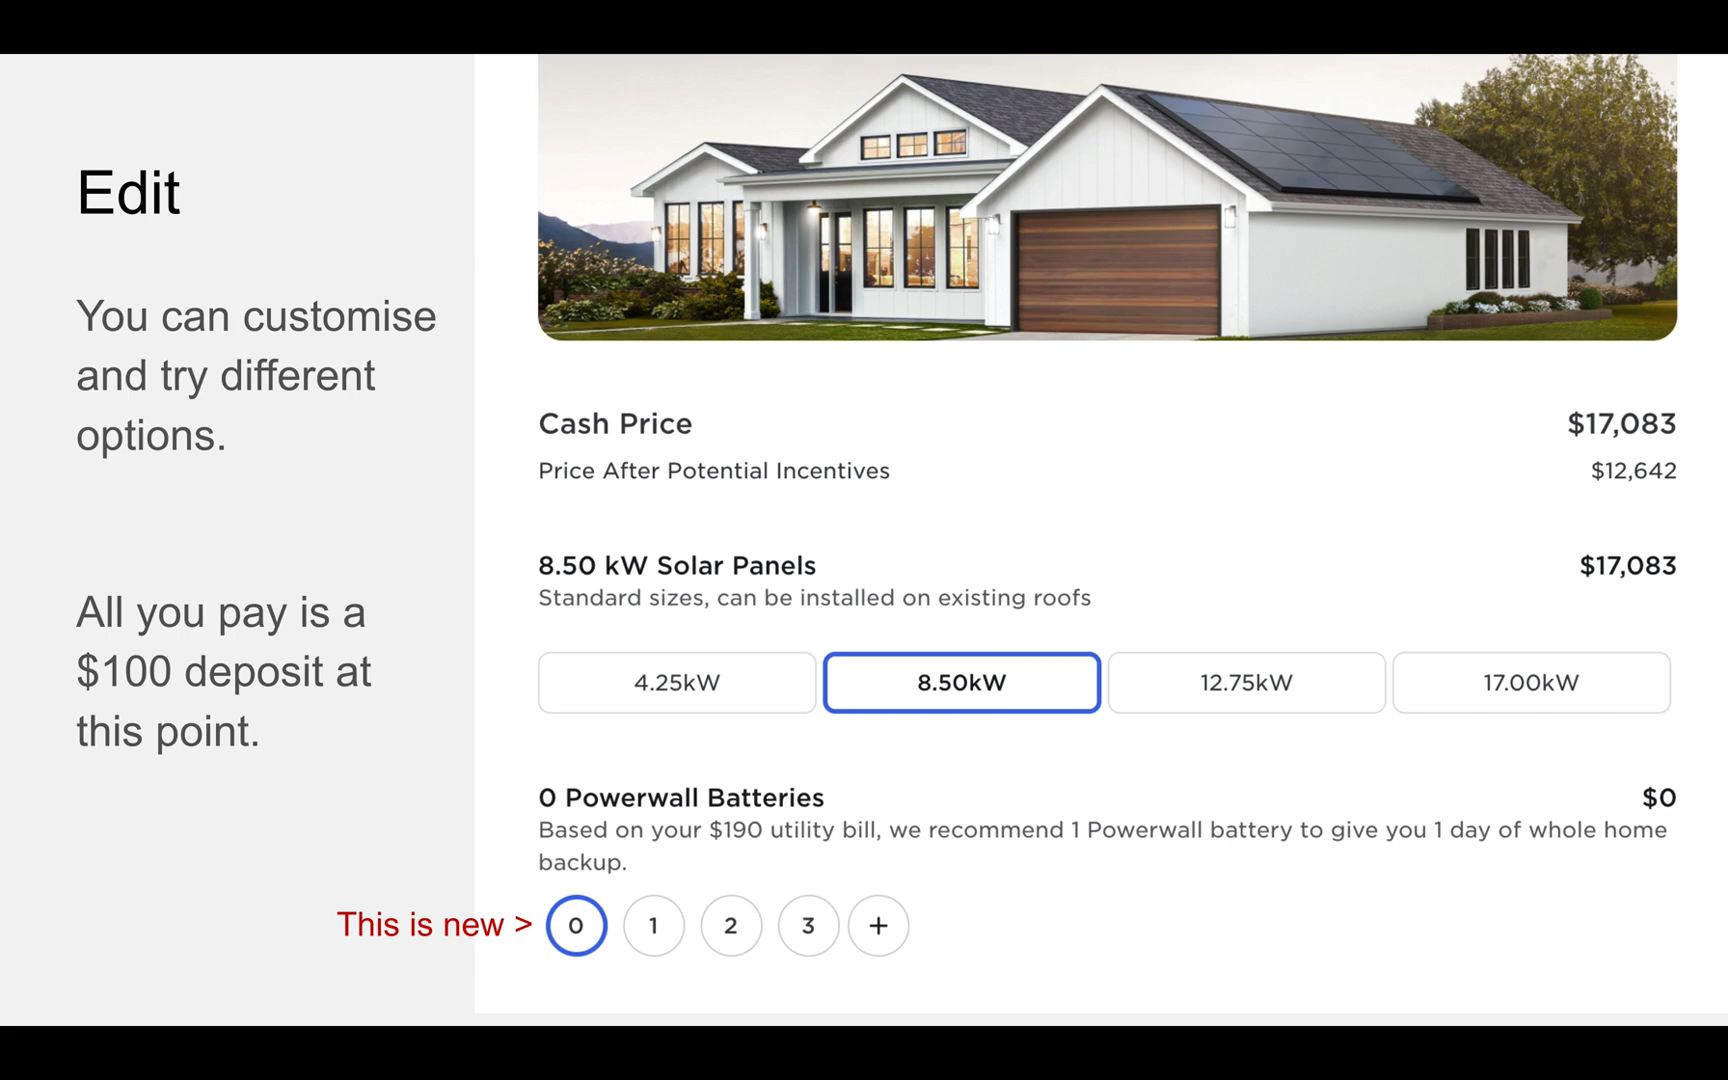 Edit
You can customise
and try different
options.
All you pay is a
$100 deposit at
this point.
Cash Price $17,083
Price After Potential Incentives $12,642
8.50 kW Solar Panels $17,083
Standard sizes, can be installed on existing roofs
4.25kW 8.50kW 12.75kW 17.00kW
0 Powerwall Batteries $0
Based on your $190 utility bill, we recommend 1 Powerwall battery to give you 1 day of whole home
backup.
This is new > 0 1 2 3 +